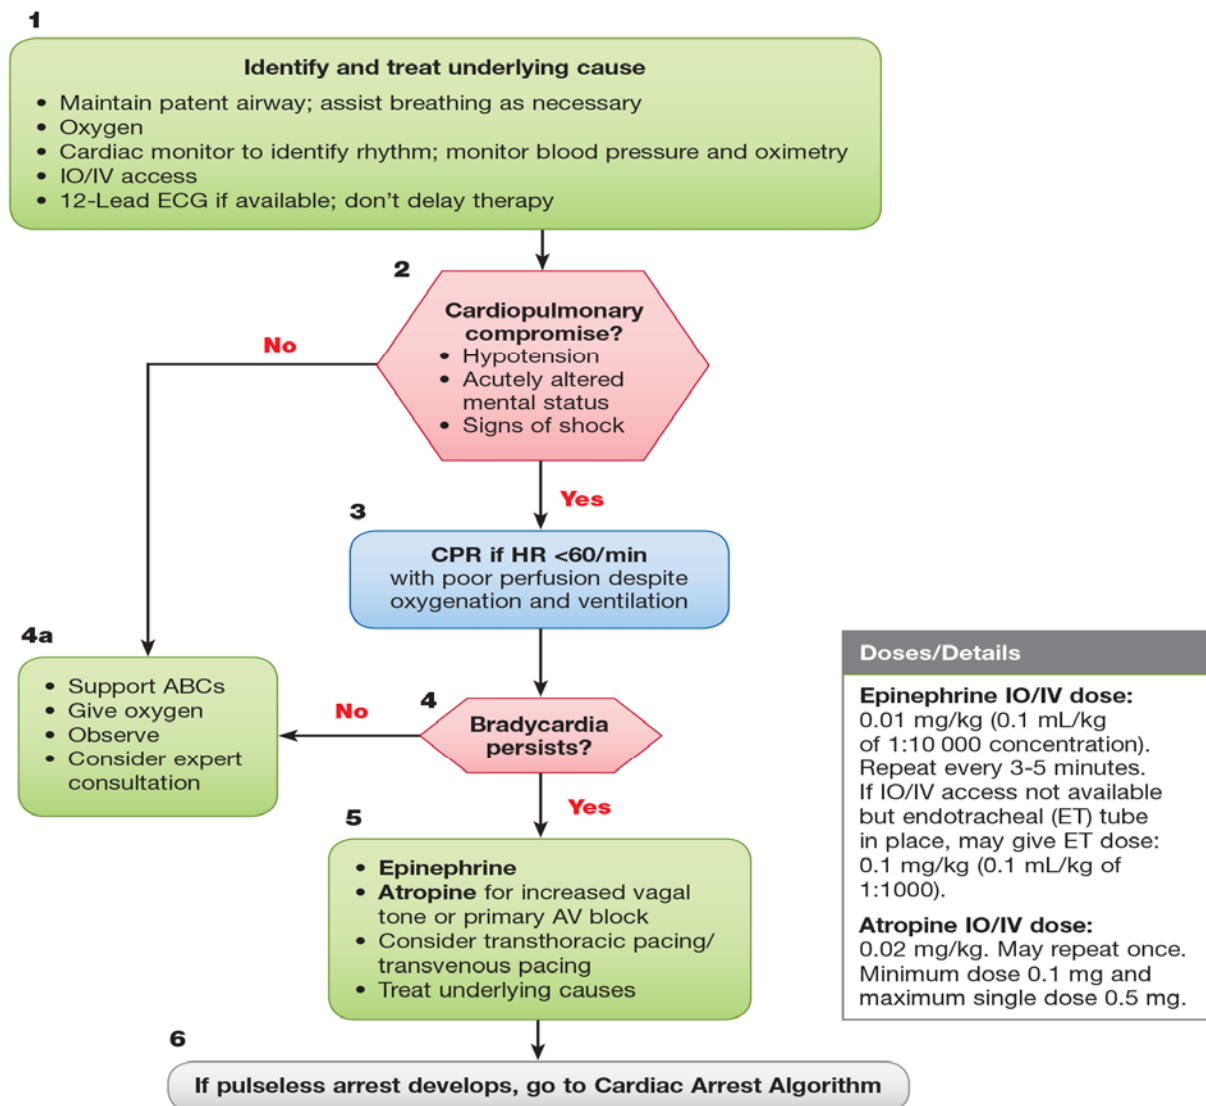 1
Identify and treat underlying cause
• Maintain patent airway; assist breathing as necessary
• Oxygen
• Cardiac monitor to identify rhythm; monitor blood pressure and oximetry
• IO/IV access
• 12-Lead ECG if available; don't delay therapy
2
Cardiopulmonary
compromise?
• Hypotension
• Acutely altered
mental status
• Signs of shock
No
Yes
3
CPR if HR <60/min
with poor perfusion despite
oxygenation and ventilation
4a
• Support ABCs
• Give oxygen
• Observe
• Consider expert
consultation
No
4
Bradycardia
persists?
Yes
5
• Epinephrine
• Atropine for increased vagal
tone or primary AV block
• Consider transthoracic pacing/
transvenous pacing
• Treat underlying causes
6
If pulseless arrest develops, go to Cardiac Arrest Algorithm
Doses/Details
Epinephrine IO/IV dose:
0.01 mg/kg (0.1 mL/kg
of 1:10 000 concentration).
Repeat every 3-5 minutes.
If IO/IV access not available
but endotracheal (ET) tube
in place, may give ET dose:
0.1 mg/kg (0.1 mL/kg of
1:1000).
Atropine IO/IV dose:
0.02 mg/kg. May repeat once.
Minimum dose 0.1 mg and
maximum single dose 0.5 mg.